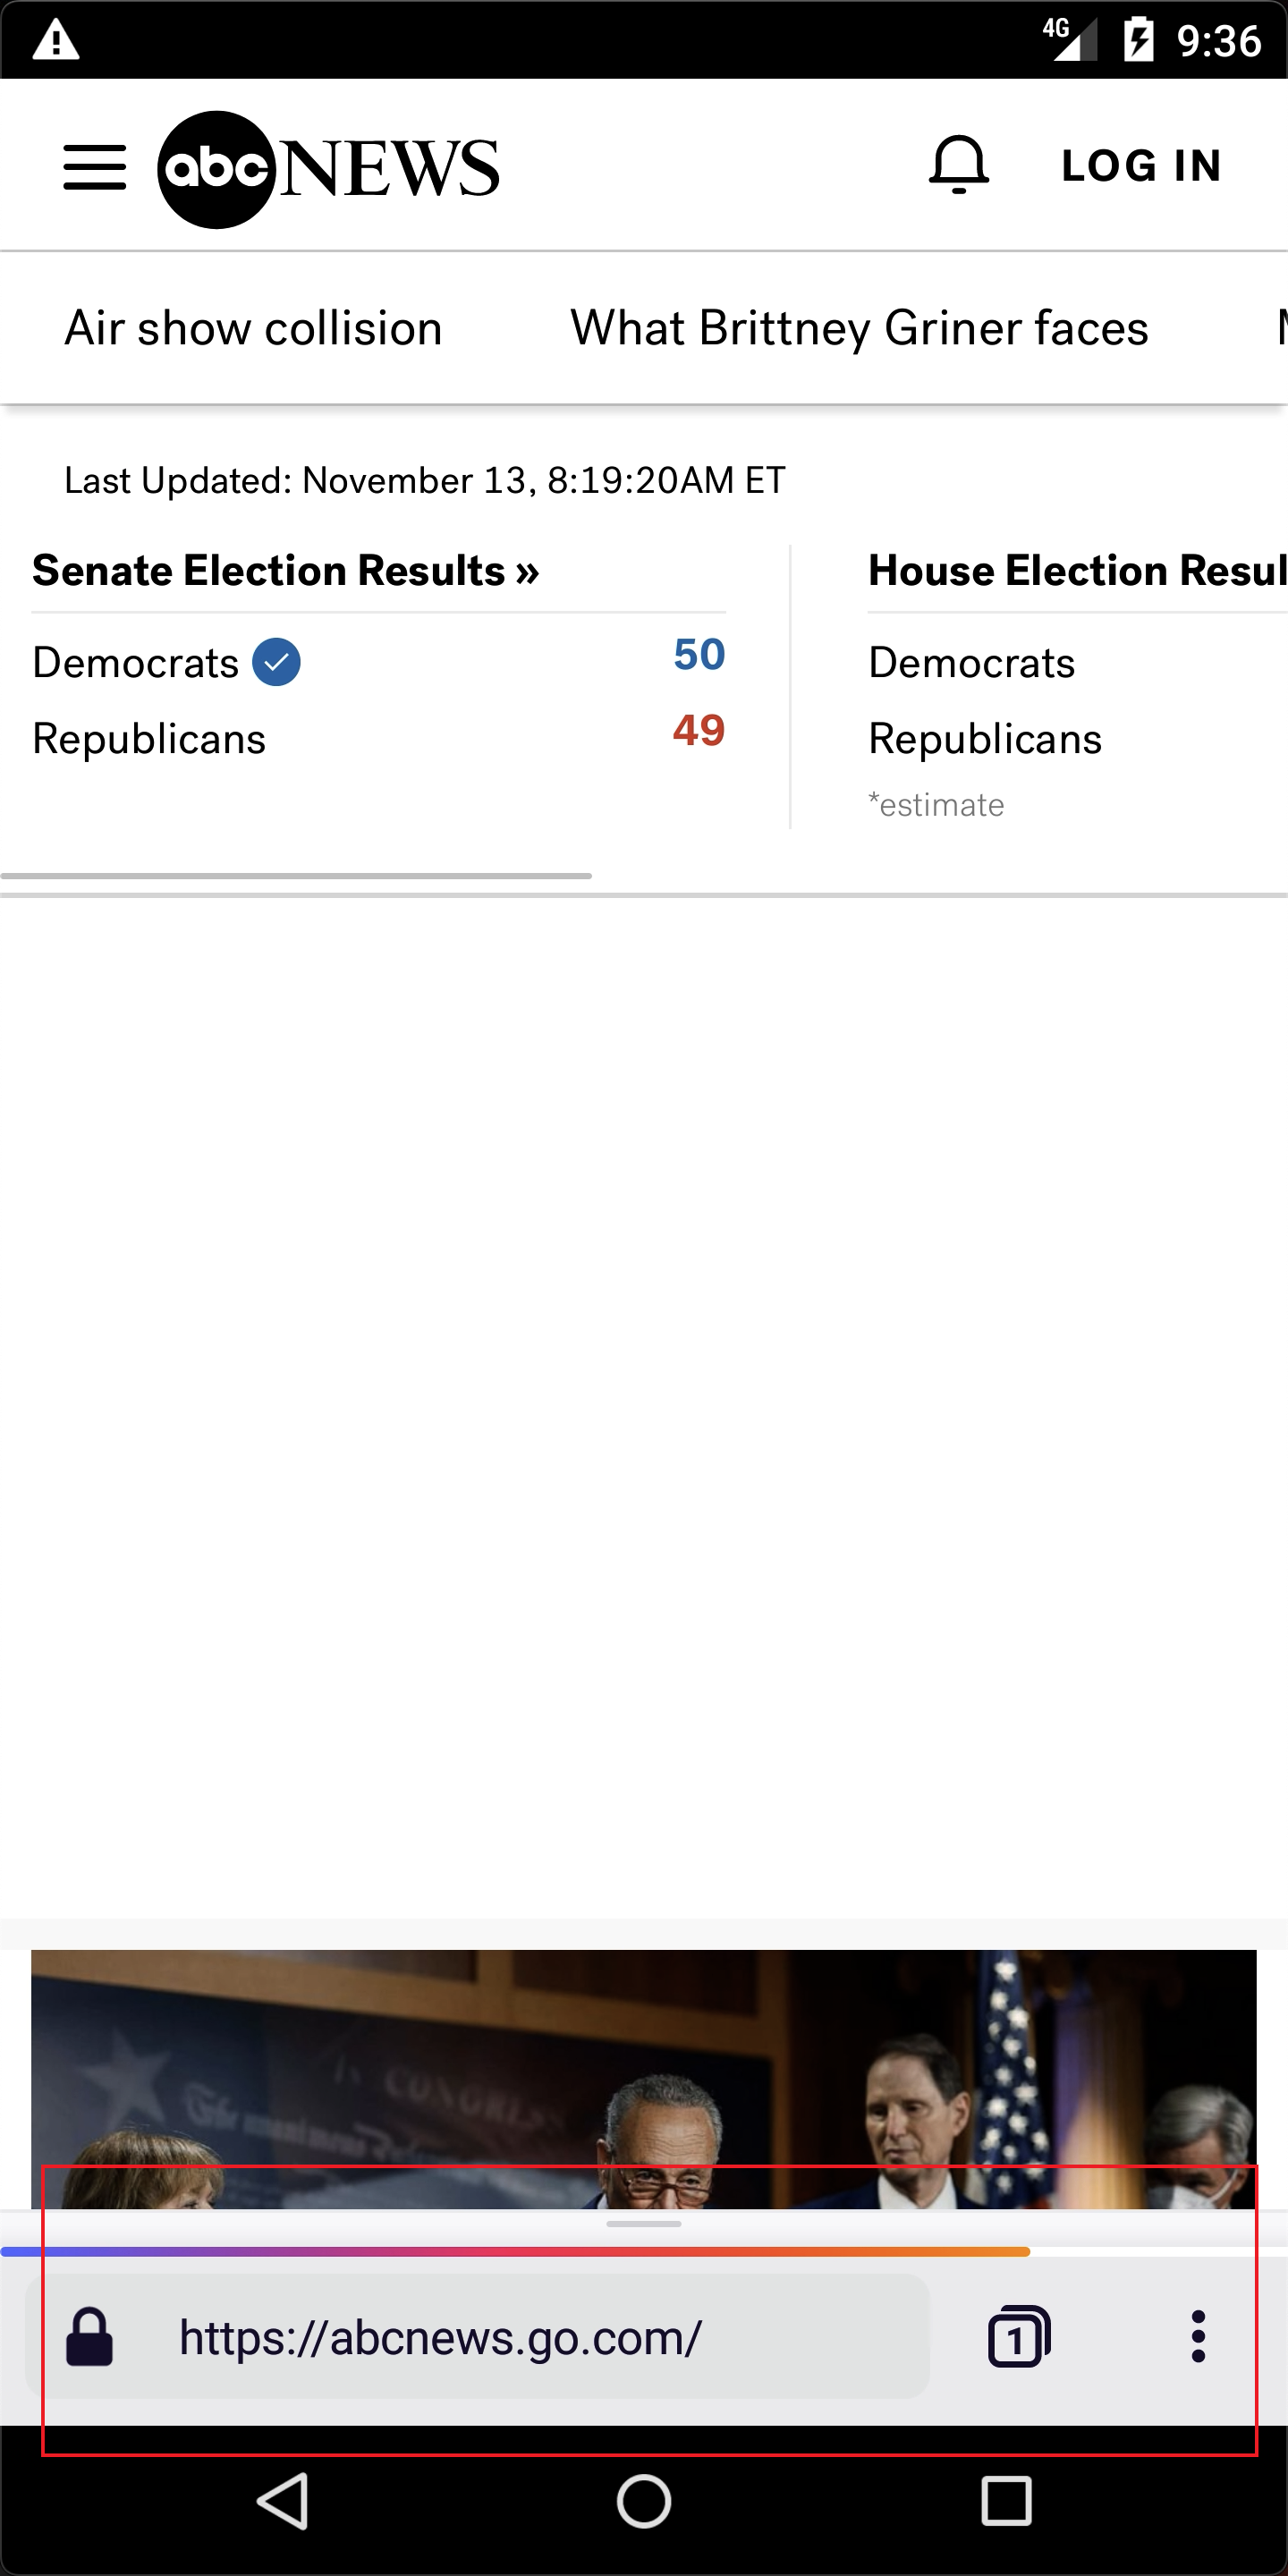 4G 9:36
abc NEWS LOG IN
Air show collision What Brittney Griner faces
Last Updated: November 13, 8:19:20AM ET
Senate Election Results » House Election Resul
Democrats 50 Democrats
Republicans 49 Republicans
*estimate
CONGRESS
https://abcnews.go.com/ 1